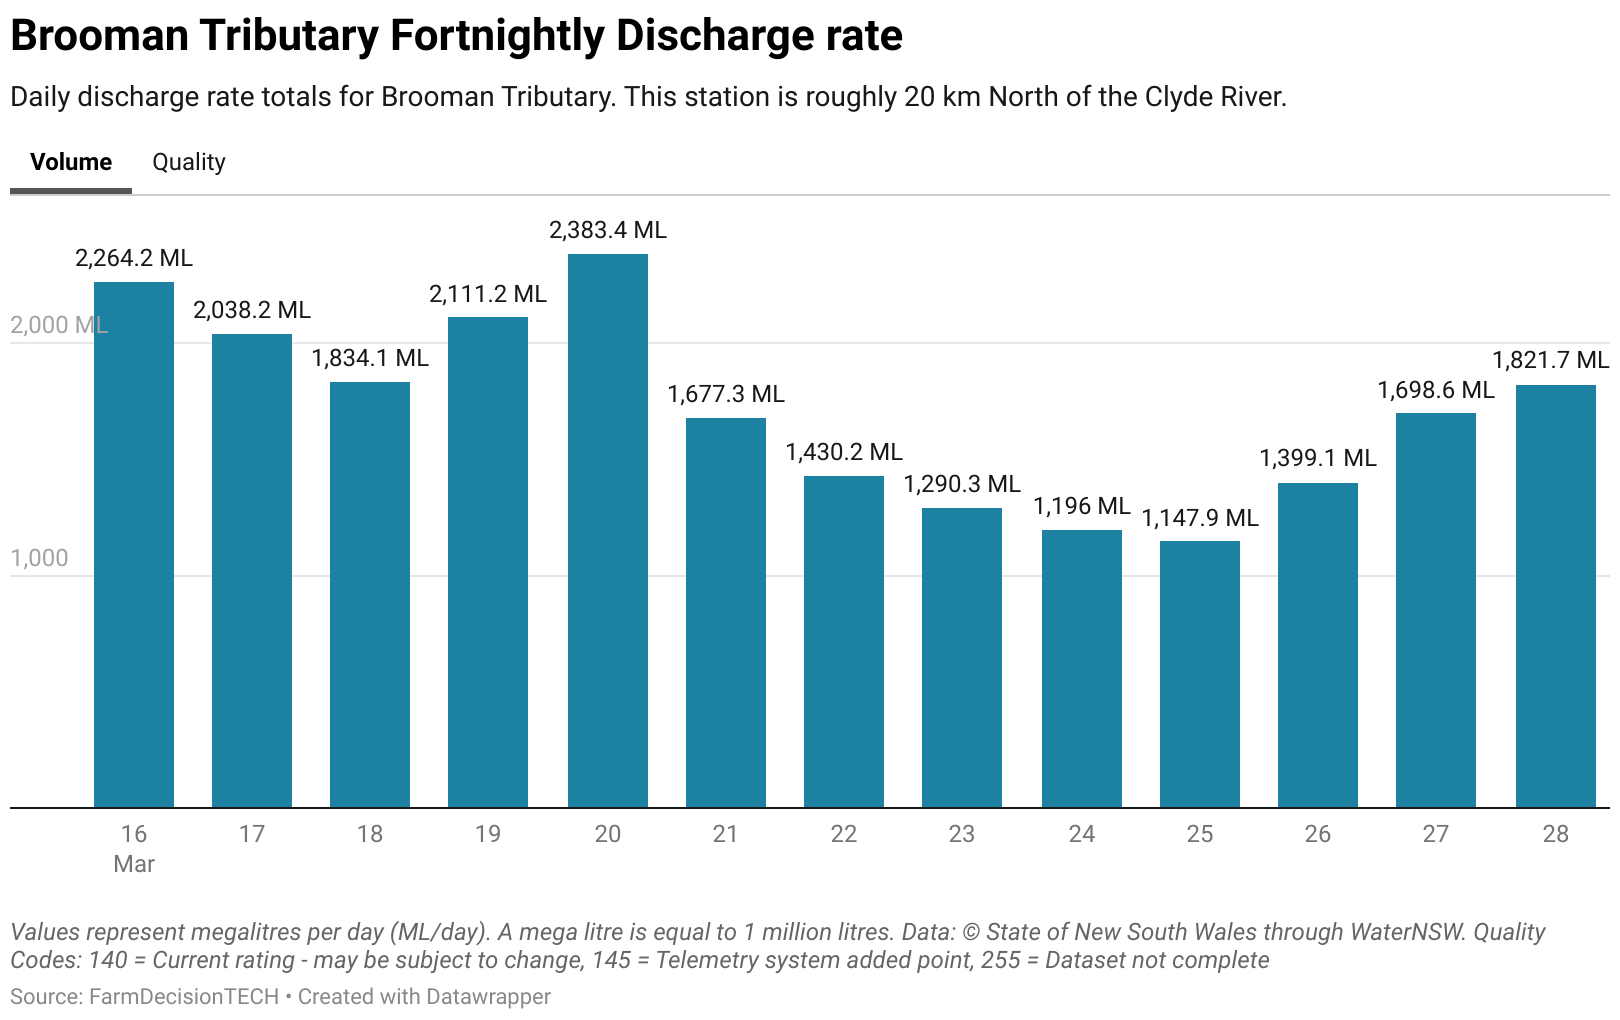 Brooman Tributary Fortnightly Discharge rate
Daily discharge rate totals for Brooman Tributary. This station is roughly 20 km North of the Clyde River.
Volume Quality
2,383.4 ML
2,264.2 ML
2,111.2 ML
2,038.2 ML
2,000 ML
1,834.1 ML
1,821.7 ML
1,698.6 ML
1,677.3 ML
1,430.2 ML
1,399.1 ML
1,290.3 ML
1,196 ML
1,147.9 ML
1,000
16 17 18 19 20 21 22 23 24 25 26 27 28
Mar
Values represent megalitres per day (ML/day). A mega litre is equal to 1 million litres. Data: © State of New South Wales through WaterNSW. Quality
Codes: 140 = Current rating - may be subject to change, 145 = Telemetry system added point, 255 = Dataset not complete
Source: FarmDecisionTECH • Created with Datawrapper